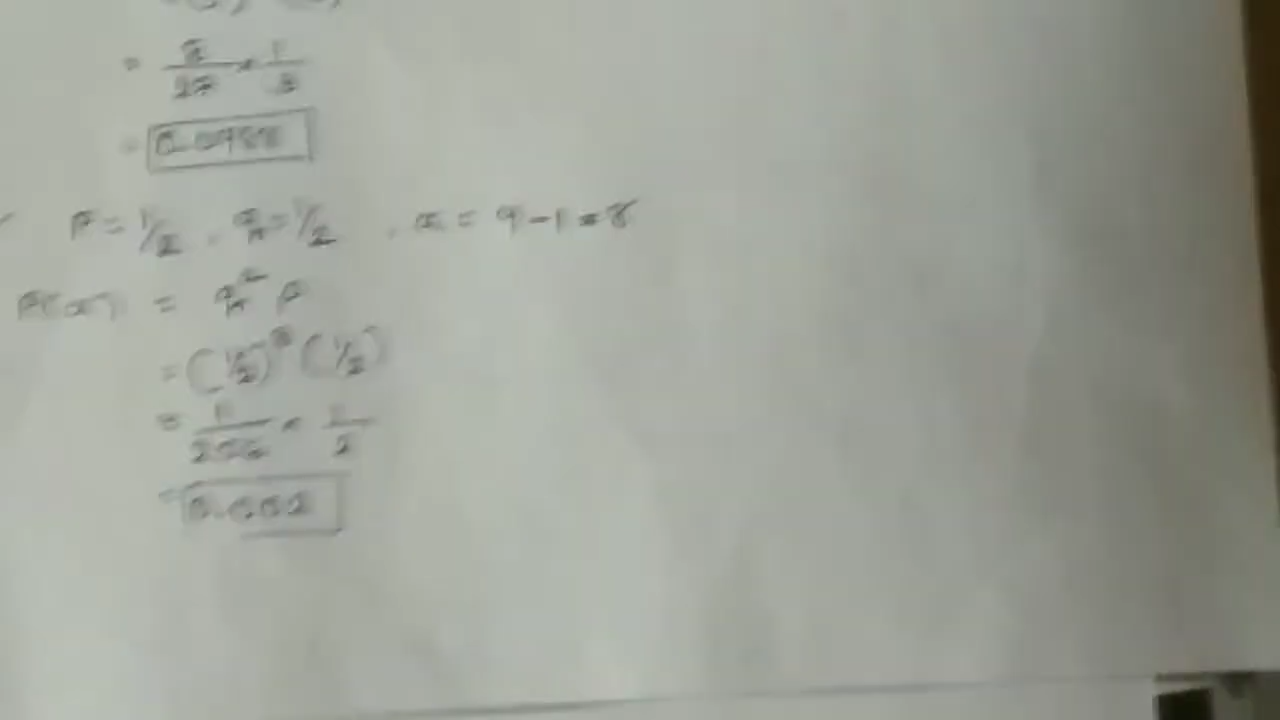 = 8/27 × 1/3
= 0.0988
P = 1/2 , q = 1/2 , x = 9 - 1 = 8
P(x) = q^x P
= (1/2)^8 (1/2)
= 1/256 × 1/2
= 0.002